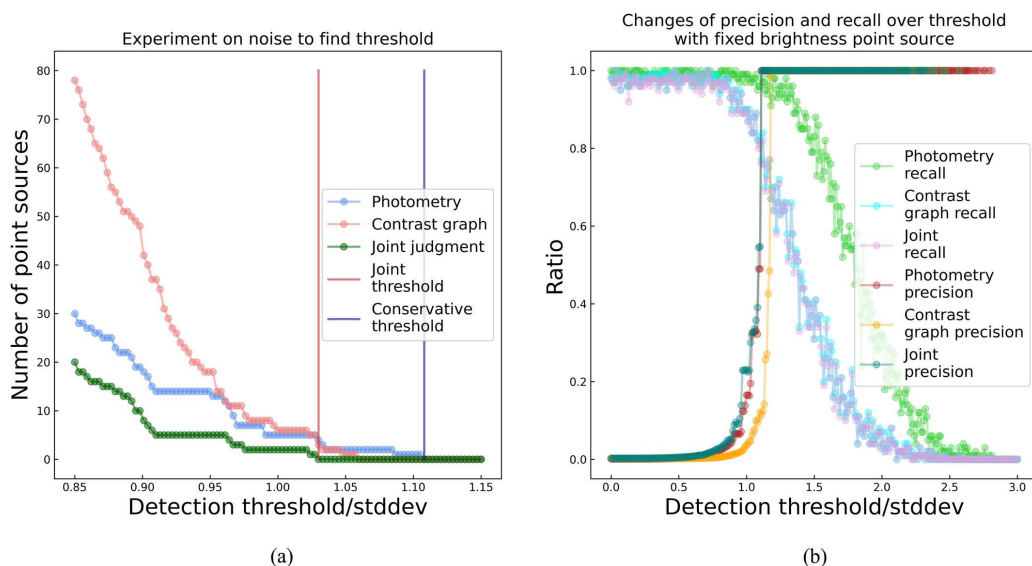 Experiment on noise to find threshold
Number of point sources
80
70
60
50
40
30
20
10
0
Photometry
Contrast graph
Joint judgment
Joint
threshold
Conservative
threshold
0.85
0.90
0.95
1.00
1.05
1.10
1.15
Detection threshold/stddev
(a)
Changes of precision and recall over threshold
with fixed brightness point source
Ratio
1.0
0.8
0.6
0.4
0.2
0.0
Photometry
recall
Contrast
graph recall
Joint
recall
Photometry
precision
Contrast
graph precision
Joint
precision
0.0
0.5
1.0
1.5
2.0
2.5
3.0
Detection threshold/stddev
(b)